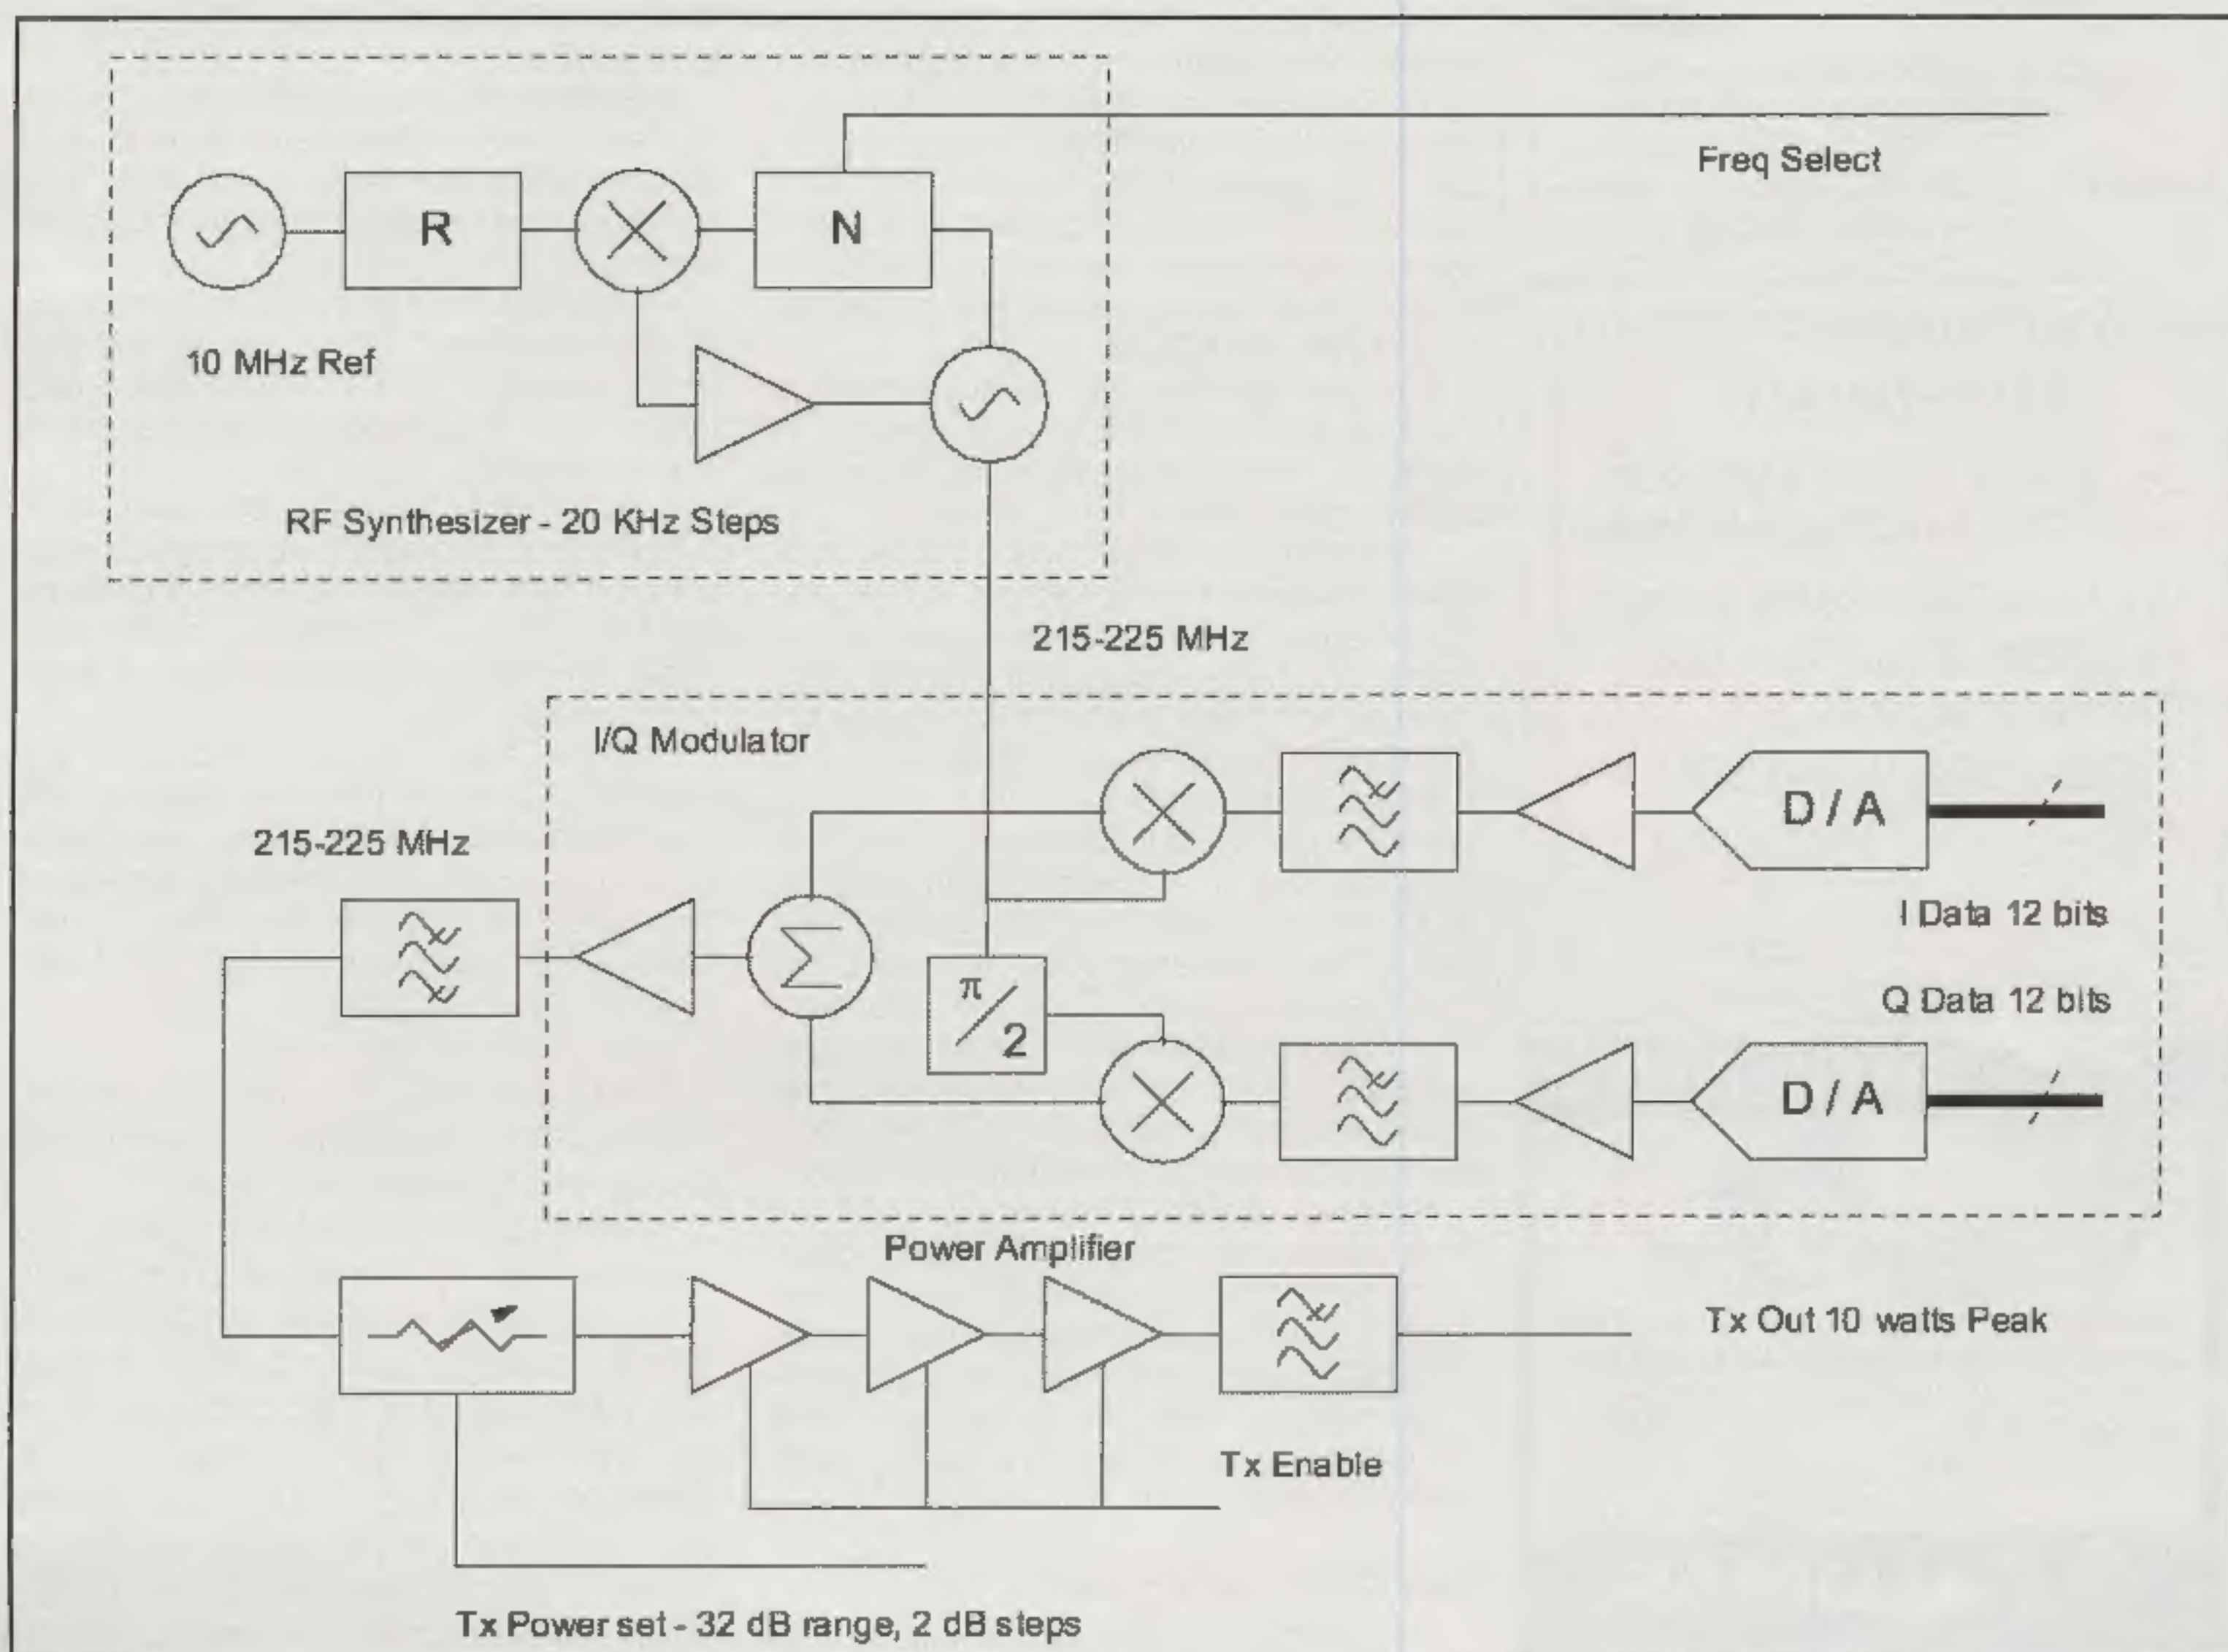 Freq Select
R
N
10 MHz Ref
RF Synthesizer - 20 KHz Steps
215-225 MHz
I/Q Modulator
D / A
215-225 MHz
I Data 12 bits
Σ
π/2
Q Data 12 bits
D / A
Power Amplifier
Tx Out 10 watts Peak
Tx Enable
Tx Power set - 32 dB range, 2 dB steps